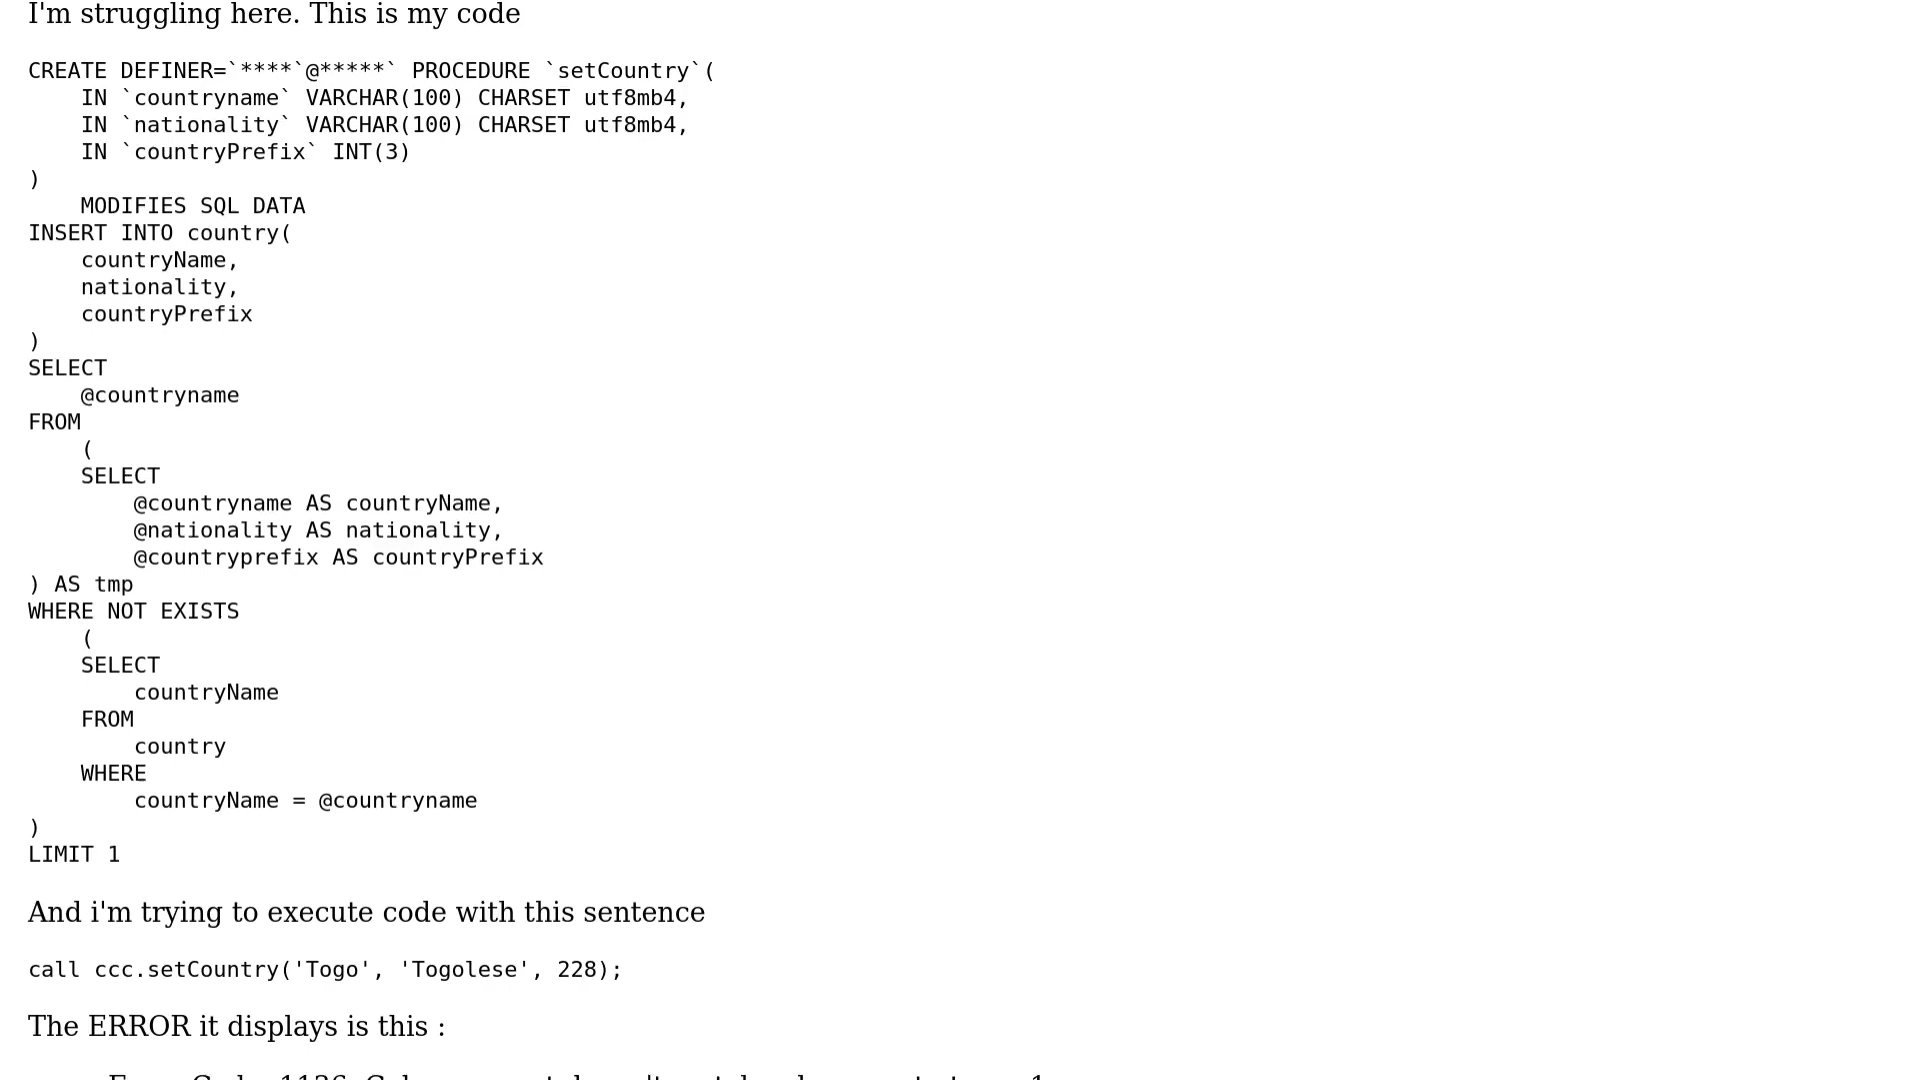 I'm struggling here. This is my code
CREATE DEFINER=`****`@*****` PROCEDURE `setCountry`(
    IN `countryname` VARCHAR(100) CHARSET utf8mb4,
    IN `nationality` VARCHAR(100) CHARSET utf8mb4,
    IN `countryPrefix` INT(3)
)
    MODIFIES SQL DATA
INSERT INTO country(
    countryName,
    nationality,
    countryPrefix
)
SELECT
    @countryname
FROM
    (
    SELECT
        @countryname AS countryName,
        @nationality AS nationality,
        @countryprefix AS countryPrefix
) AS tmp
WHERE NOT EXISTS
    (
    SELECT
        countryName
    FROM
        country
    WHERE
        countryName = @countryname
)
LIMIT 1
And i'm trying to execute code with this sentence
call ccc.setCountry('Togo', 'Togolese', 228);
The ERROR it displays is this :